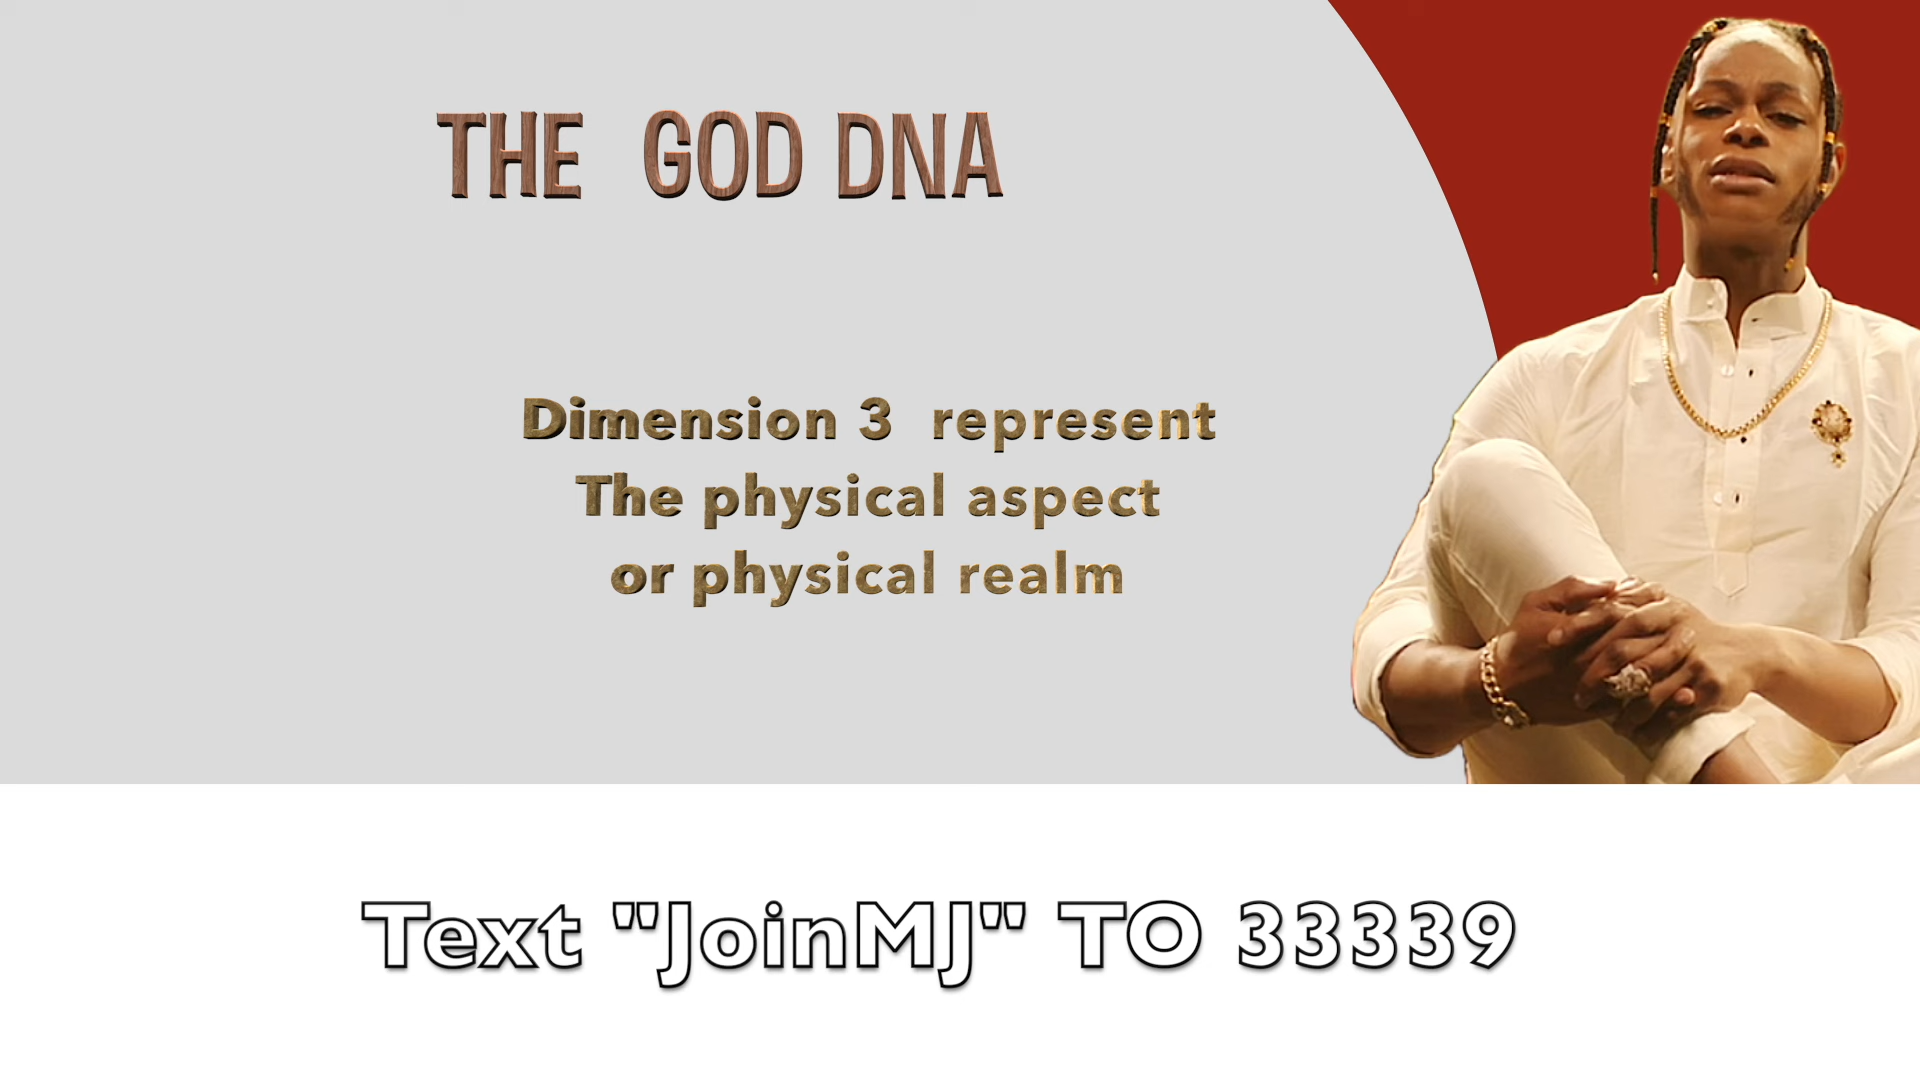 THE GOD DNA
Dimension 3 represent
The physical aspect
or physical realm
Text "JoinMJ" TO 33339